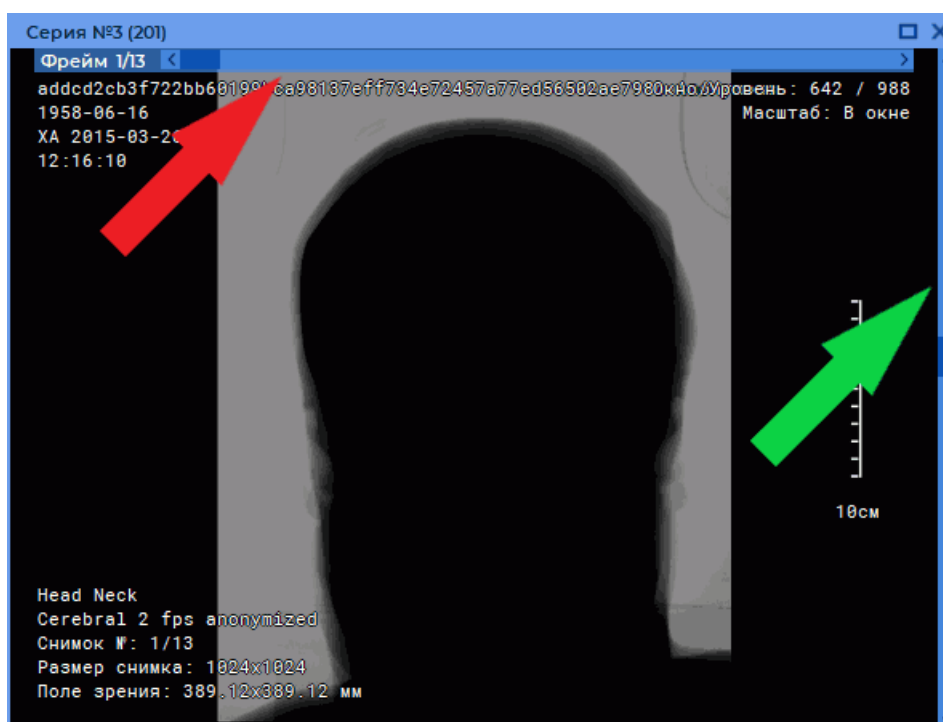 Серия №3 (201)
Фрейм 1/13
Окно/Уровень: 642 / 988
1958-06-16
Масштаб: В окне
XA 2015-03-2
12:16:10
10см
Head Neck
Cerebral 2 fps anonymized
Снимок №: 1/13
Размер снимка: 1024x1024
Поле зрения: 389.12x389.12 мм